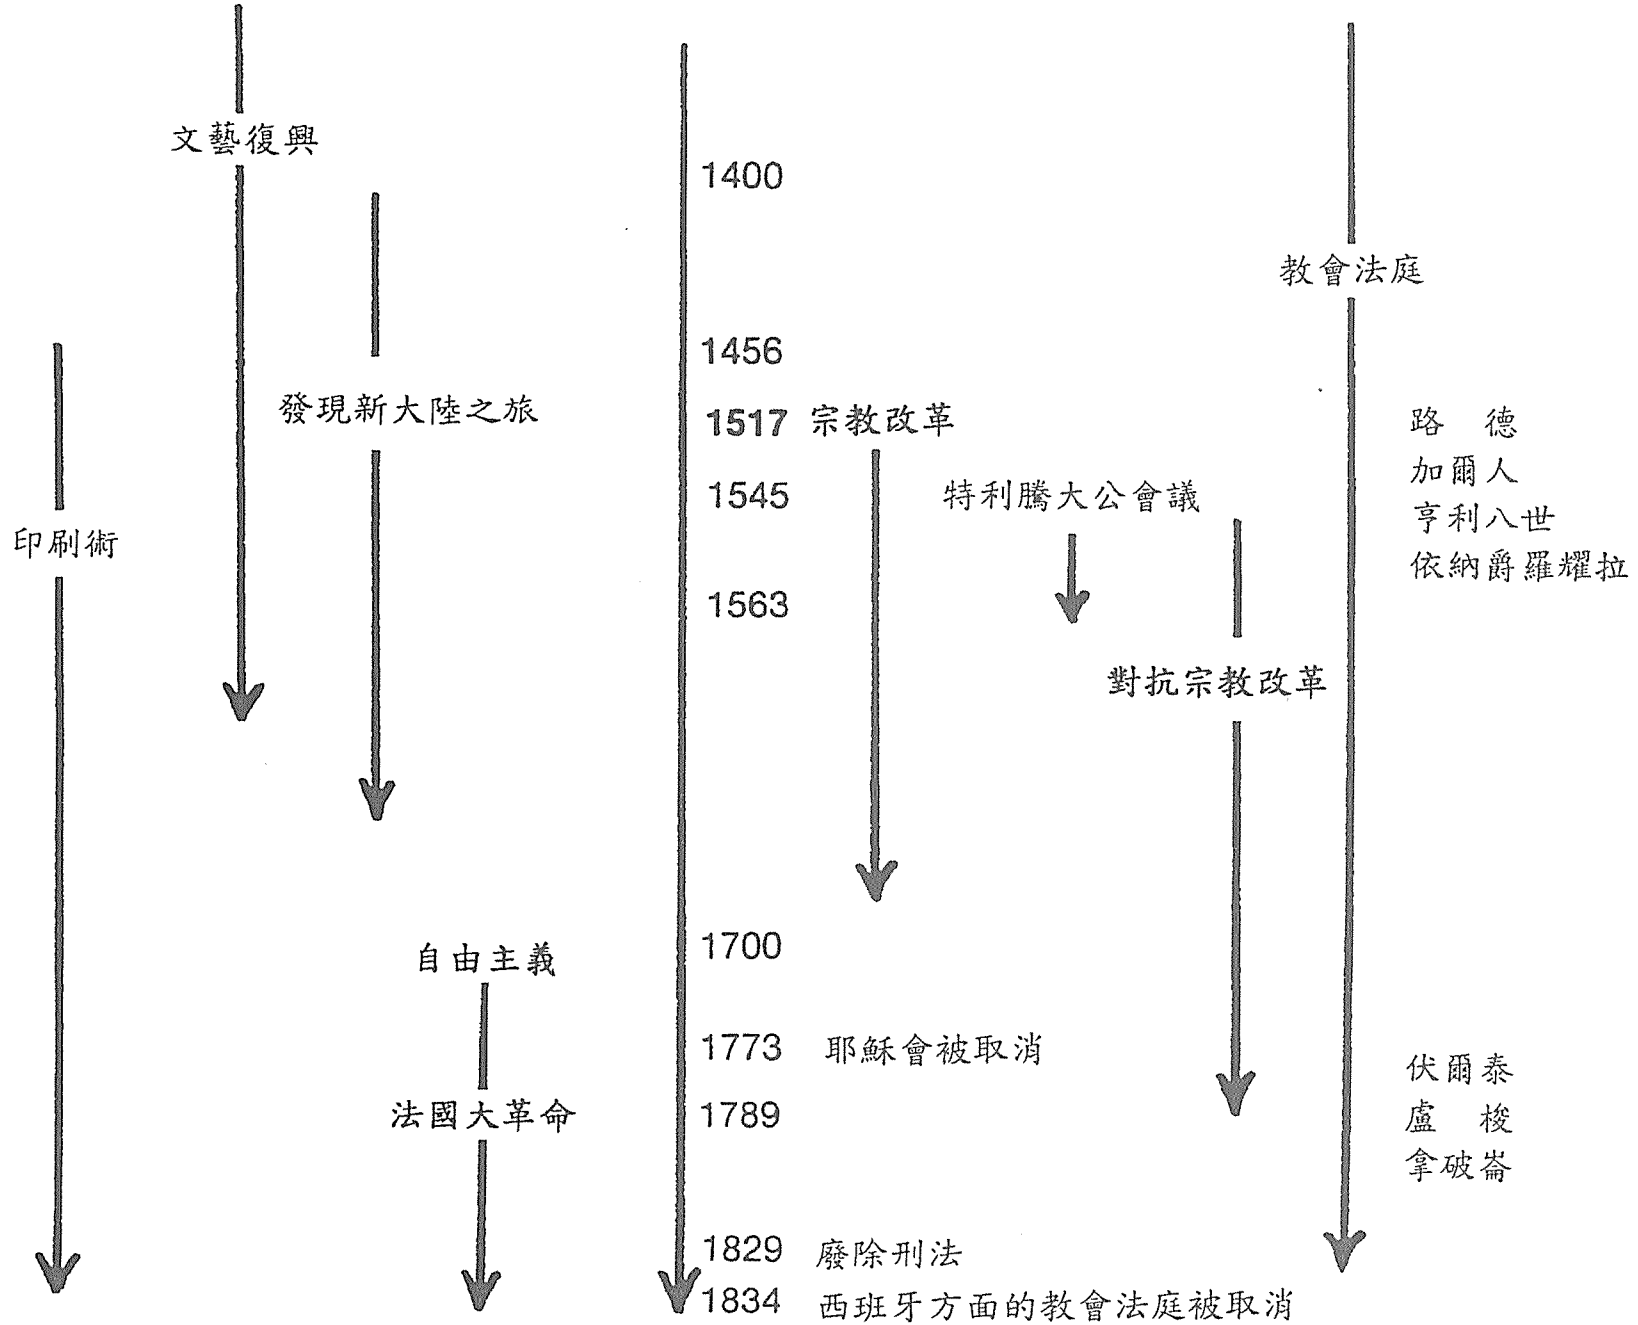 文藝復興
1400
教會法庭
1456
發現新大陸之旅
1517 宗教改革
路 德
加爾人
亨利八世
依納爵羅耀拉
1545 特利騰大公會議
印刷術
1563
對抗宗教改革
自由主義
1700
1773 耶穌會被取消
法國大革命
1789
伏爾泰
盧 梭
拿破崙
1829 廢除刑法
1834 西班牙方面的教會法庭被取消